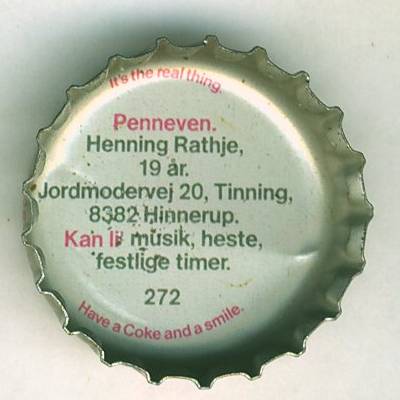 It's the real thing.
Penneven.
Henning Rathje,
19 år.
Jordmodervej 20, Tinning,
8382 Hinnerup.
Kan li' musik, heste,
festlige timer.
272
Have a Coke and a smile.